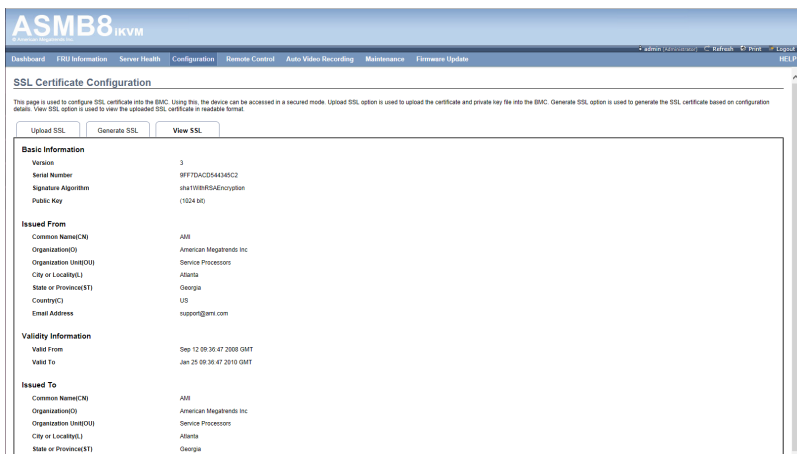 ASMB8 iKVM
© American Megatrends Inc.
• admin (Administrator) Refresh Print Logout
Dashboard FRU Information Server Health Configuration Remote Control Auto Video Recording Maintenance Firmware Update HELP
SSL Certificate Configuration
This page is used to configure SSL certificate into the BMC. Using this, the device can be accessed in a secured mode. Upload SSL option is used to upload the certificate and private key file into the BMC. Generate SSL option is used to generate the SSL certificate based on configuration
details. View SSL option is used to view the uploaded SSL certificate in readable format.
Upload SSL Generate SSL View SSL
Basic Information
Version 3
Serial Number 9FF7DACD544345C2
Signature Algorithm sha1WithRSAEncryption
Public Key (1024 bit)
Issued From
Common Name(CN) AMI
Organization(O) American Megatrends Inc
Organization Unit(OU) Service Processors
City or Locality(L) Atlanta
State or Province(ST) Georgia
Country(C) US
Email Address support@ami.com
Validity Information
Valid From Sep 12 09:36:47 2008 GMT
Valid To Jan 25 09:36:47 2010 GMT
Issued To
Common Name(CN) AMI
Organization(O) American Megatrends Inc
Organization Unit(OU) Service Processors
City or Locality(L) Atlanta
State or Province(ST) Georgia